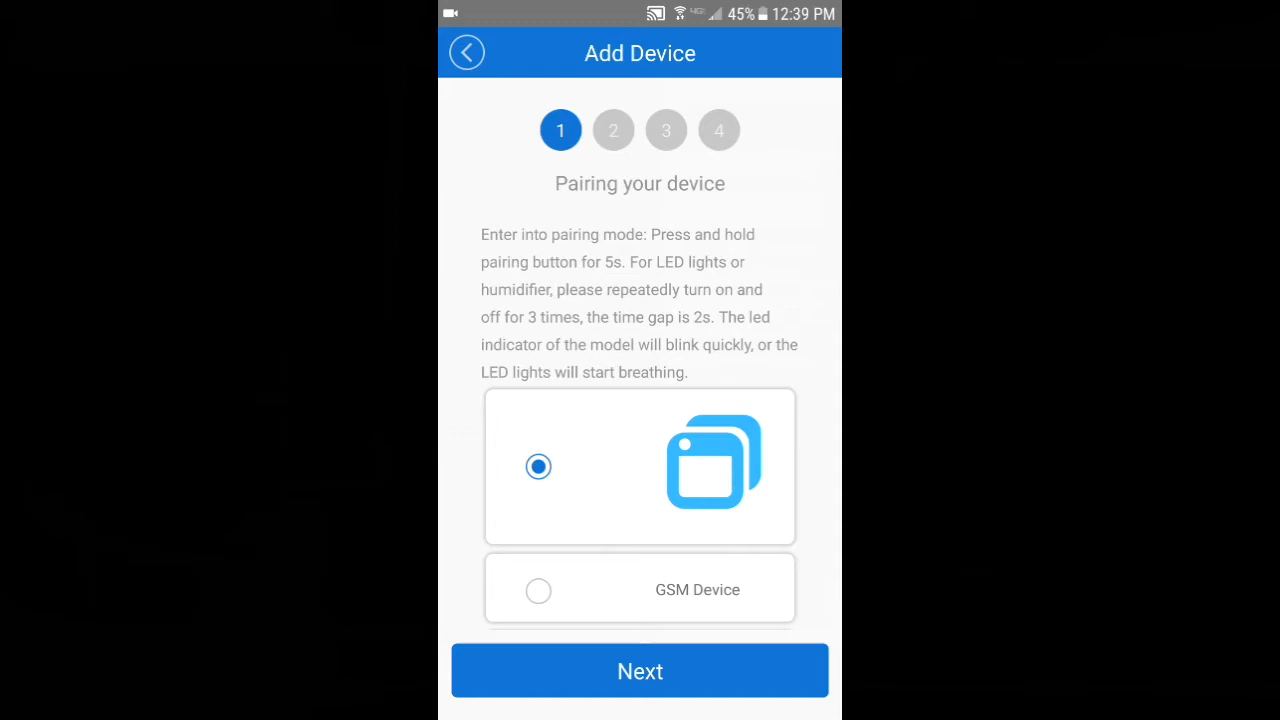 45% 12:39 PM
Add Device
1 2 3 4
Pairing your device
Enter into pairing mode: Press and hold
pairing button for 5s. For LED lights or
humidifier, please repeatedly turn on and
off for 3 times, the time gap is 2s. The led
indicator of the model will blink quickly, or the
LED lights will start breathing.
GSM Device
Next